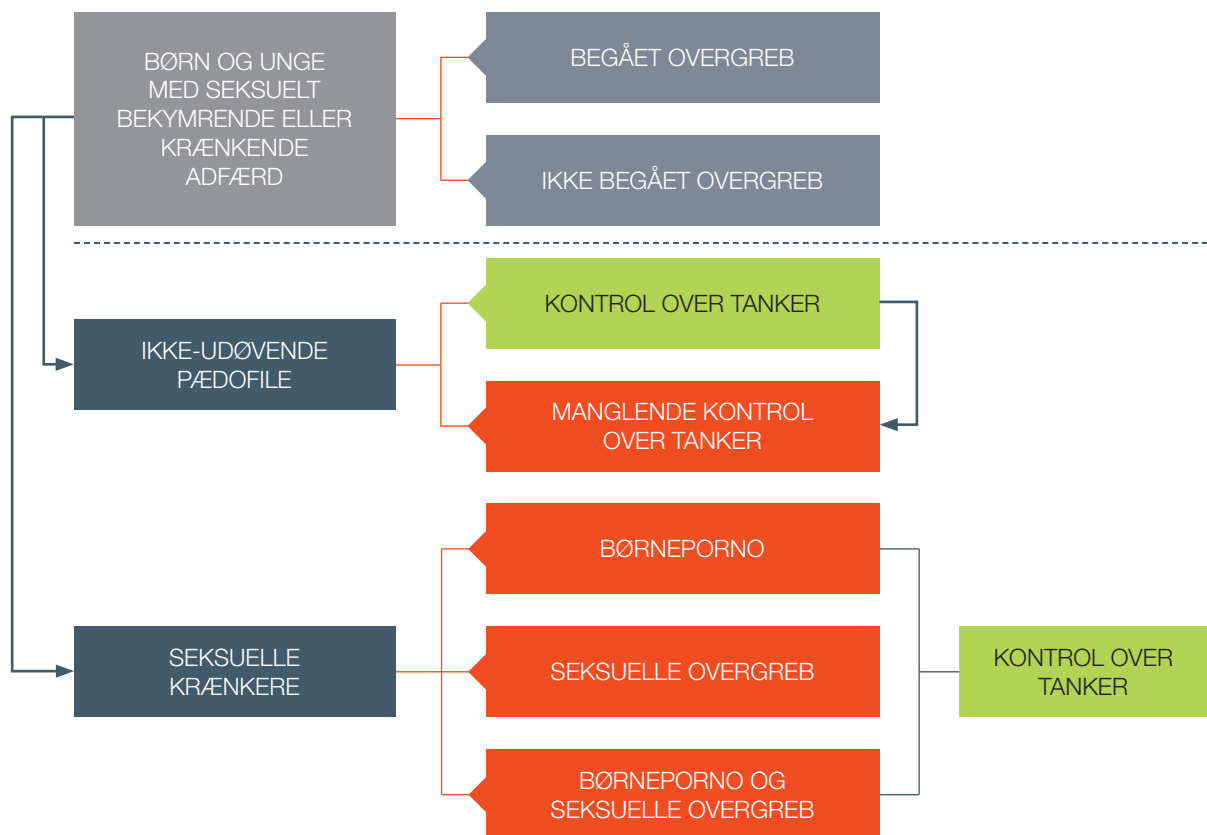 BØRN OG UNGE
MED SEKSUELT
BEKYMRENDE ELLER
KRÆNKENDE
ADFÆRD
BEGÅET OVERGREB
IKKE BEGÅET OVERGREB
IKKE-UDØVENDE
PÆDOFILE
KONTROL OVER TANKER
MANGLENDE KONTROL
OVER TANKER
SEKSUELLE
KRÆNKERE
BØRNEPORNO
SEKSUELLE OVERGREB
BØRNEPORNO OG
SEKSUELLE OVERGREB
KONTROL OVER
TANKER